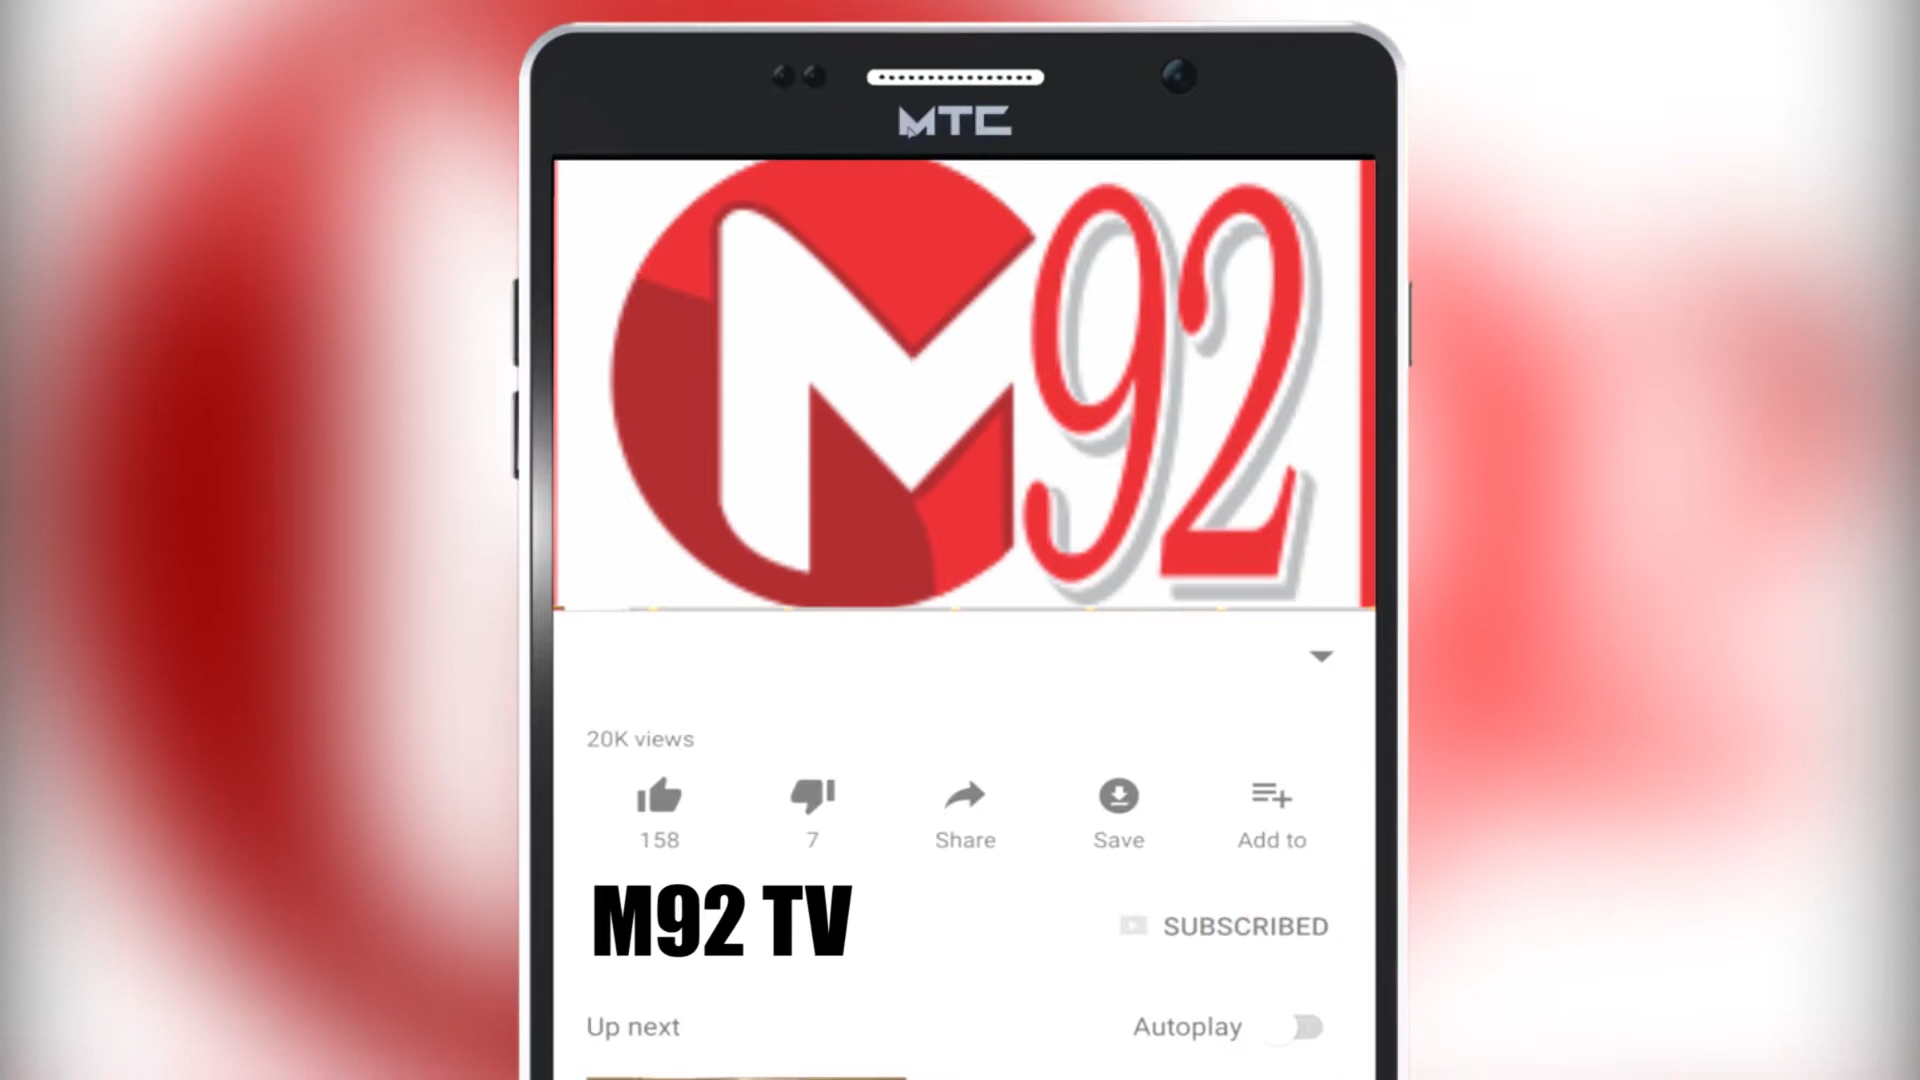 MTC
M92
20K views
158 7 Share Save Add to
M92 TV SUBSCRIBED
Up next Autoplay